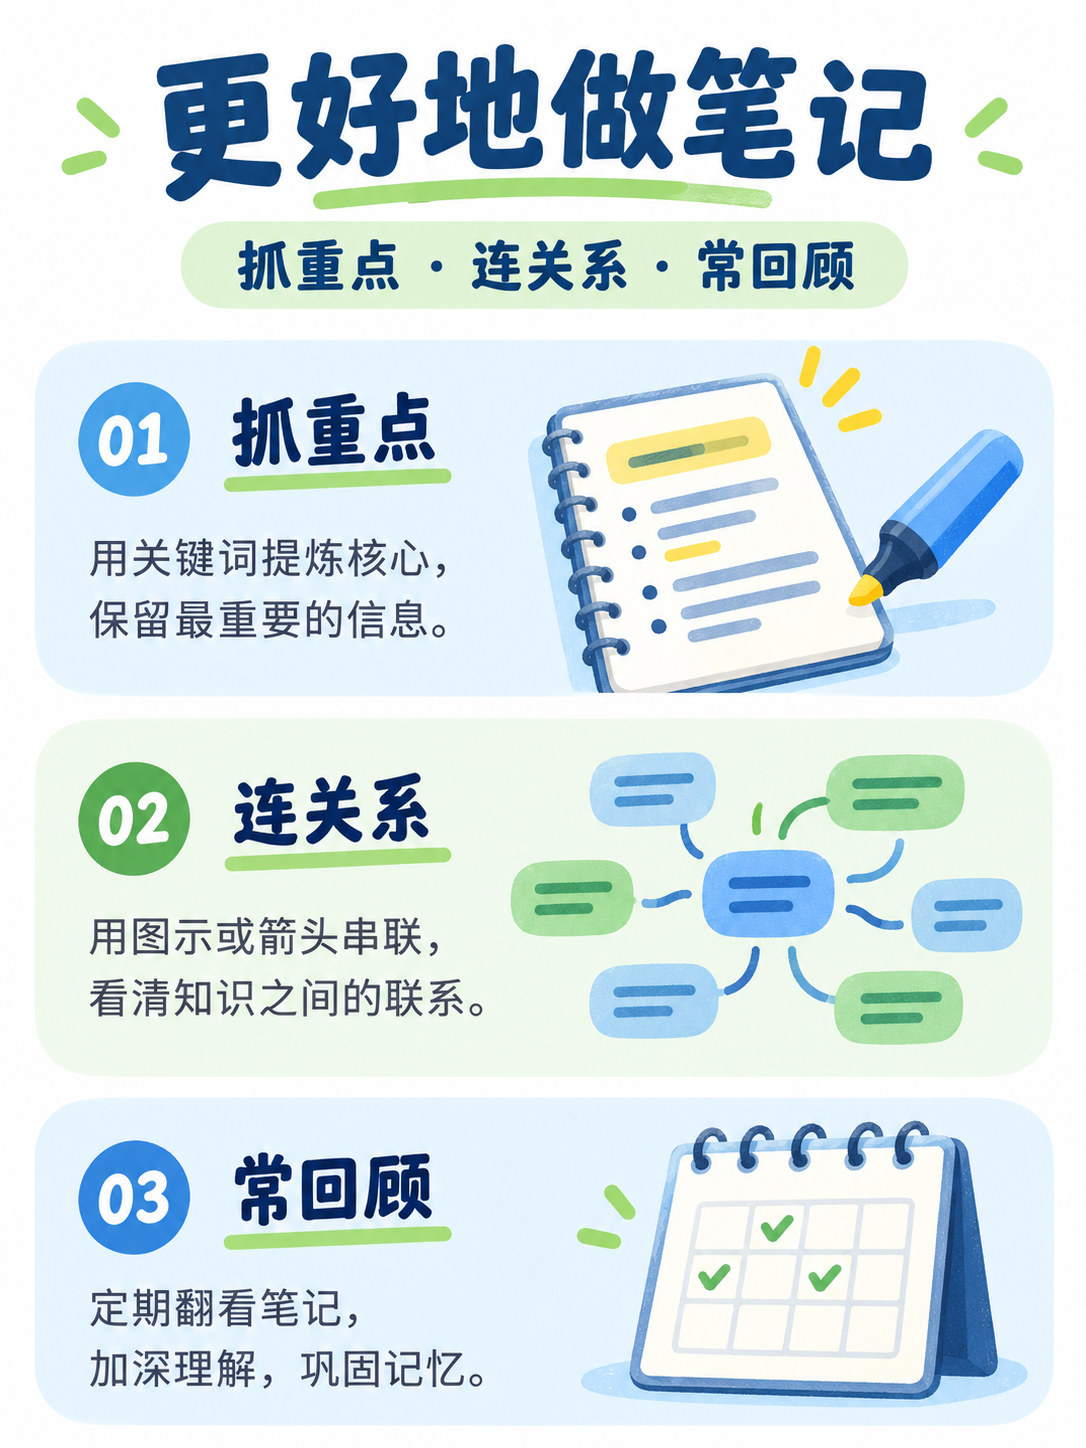 更好地做笔记
抓重点 · 连关系 · 常回顾
01 抓重点
用关键词提炼核心，
保留最重要的信息。
02 连关系
用图示或箭头串联，
看清知识之间的联系。
03 常回顾
定期翻看笔记，
加深理解，巩固记忆。